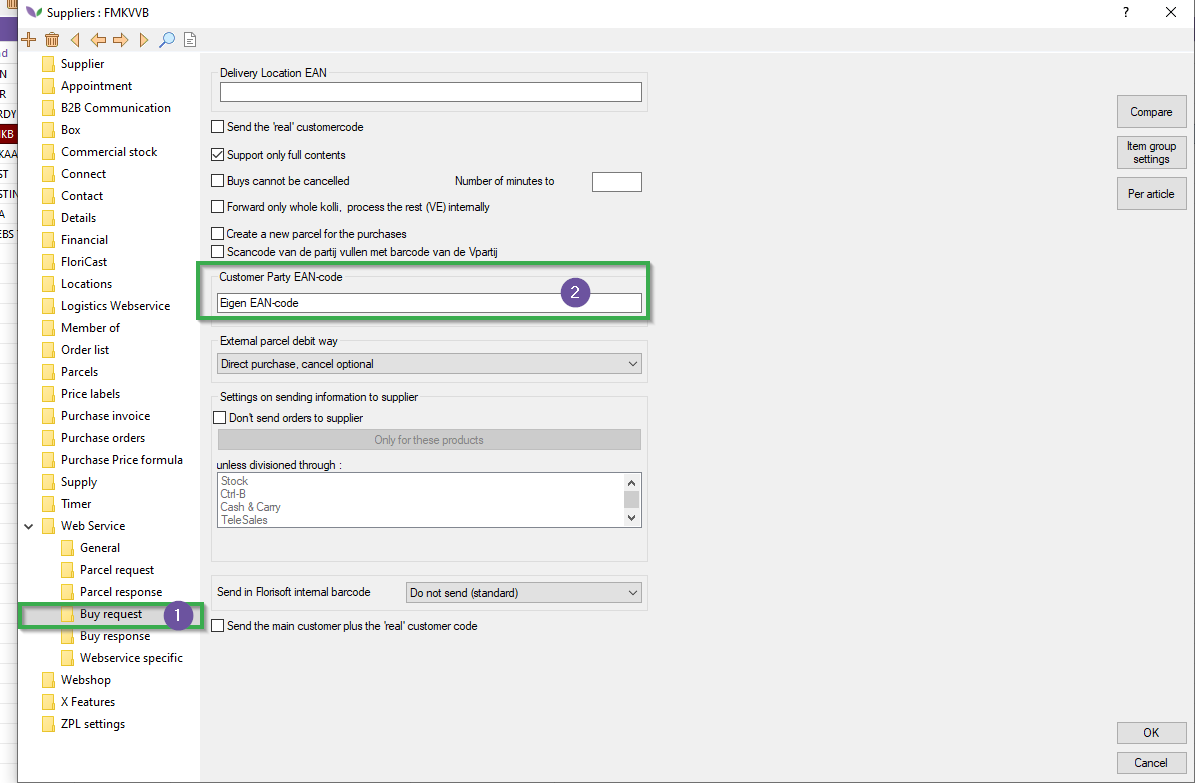 Suppliers : FMKVVB
?
Supplier
Appointment
B2B Communication
Box
Commercial stock
Connect
Contact
Details
Financial
FloriCast
Locations
Logistics Webservice
Member of
Order list
Parcels
Price labels
Purchase invoice
Purchase orders
Purchase Price formula
Supply
Timer
Web Service
General
Parcel request
Parcel response
Buy request
1
Buy response
Webservice specific
Webshop
X Features
ZPL settings
Delivery Location EAN
Send the 'real' customercode
Support only full contents
Buys cannot be cancelled
Number of minutes to
Forward only whole kolli, process the rest (VE) internally
Create a new parcel for the purchases
Scancode van de partij vullen met barcode van de Vpartij
Customer Party EAN-code
2
Eigen EAN-code
External parcel debit way
Direct purchase, cancel optional
Settings on sending information to supplier
Don't send orders to supplier
Only for these products
unless divisioned through :
Stock
Ctrl-B
Cash & Carry
TeleSales
Send in Florisoft internal barcode
Do not send (standard)
Send the main customer plus the 'real' customer code
Compare
Item group
settings
Per article
OK
Cancel